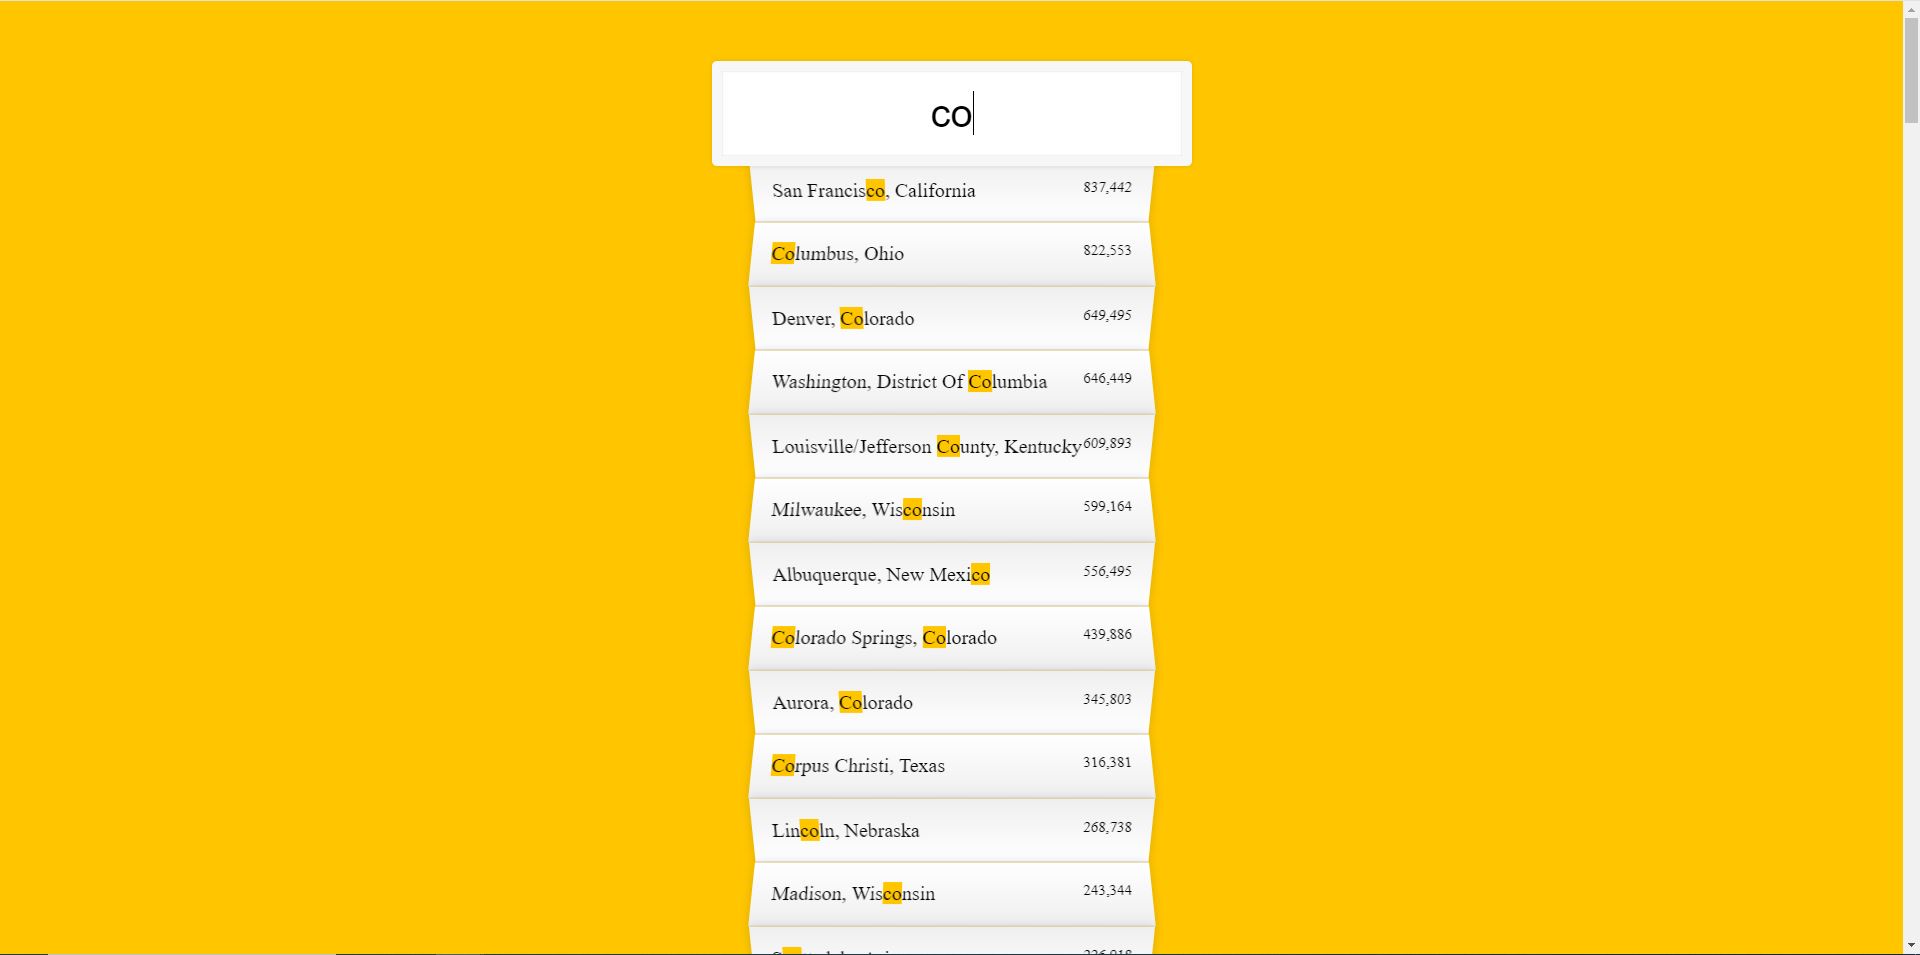 co
San Francisco, California 837,442
Columbus, Ohio 822,553
Denver, Colorado 649,495
Washington, District Of Columbia 646,449
Louisville/Jefferson County, Kentucky 609,893
Milwaukee, Wisconsin 599,164
Albuquerque, New Mexico 556,495
Colorado Springs, Colorado 439,886
Aurora, Colorado 345,803
Corpus Christi, Texas 316,381
Lincoln, Nebraska 268,738
Madison, Wisconsin 243,344